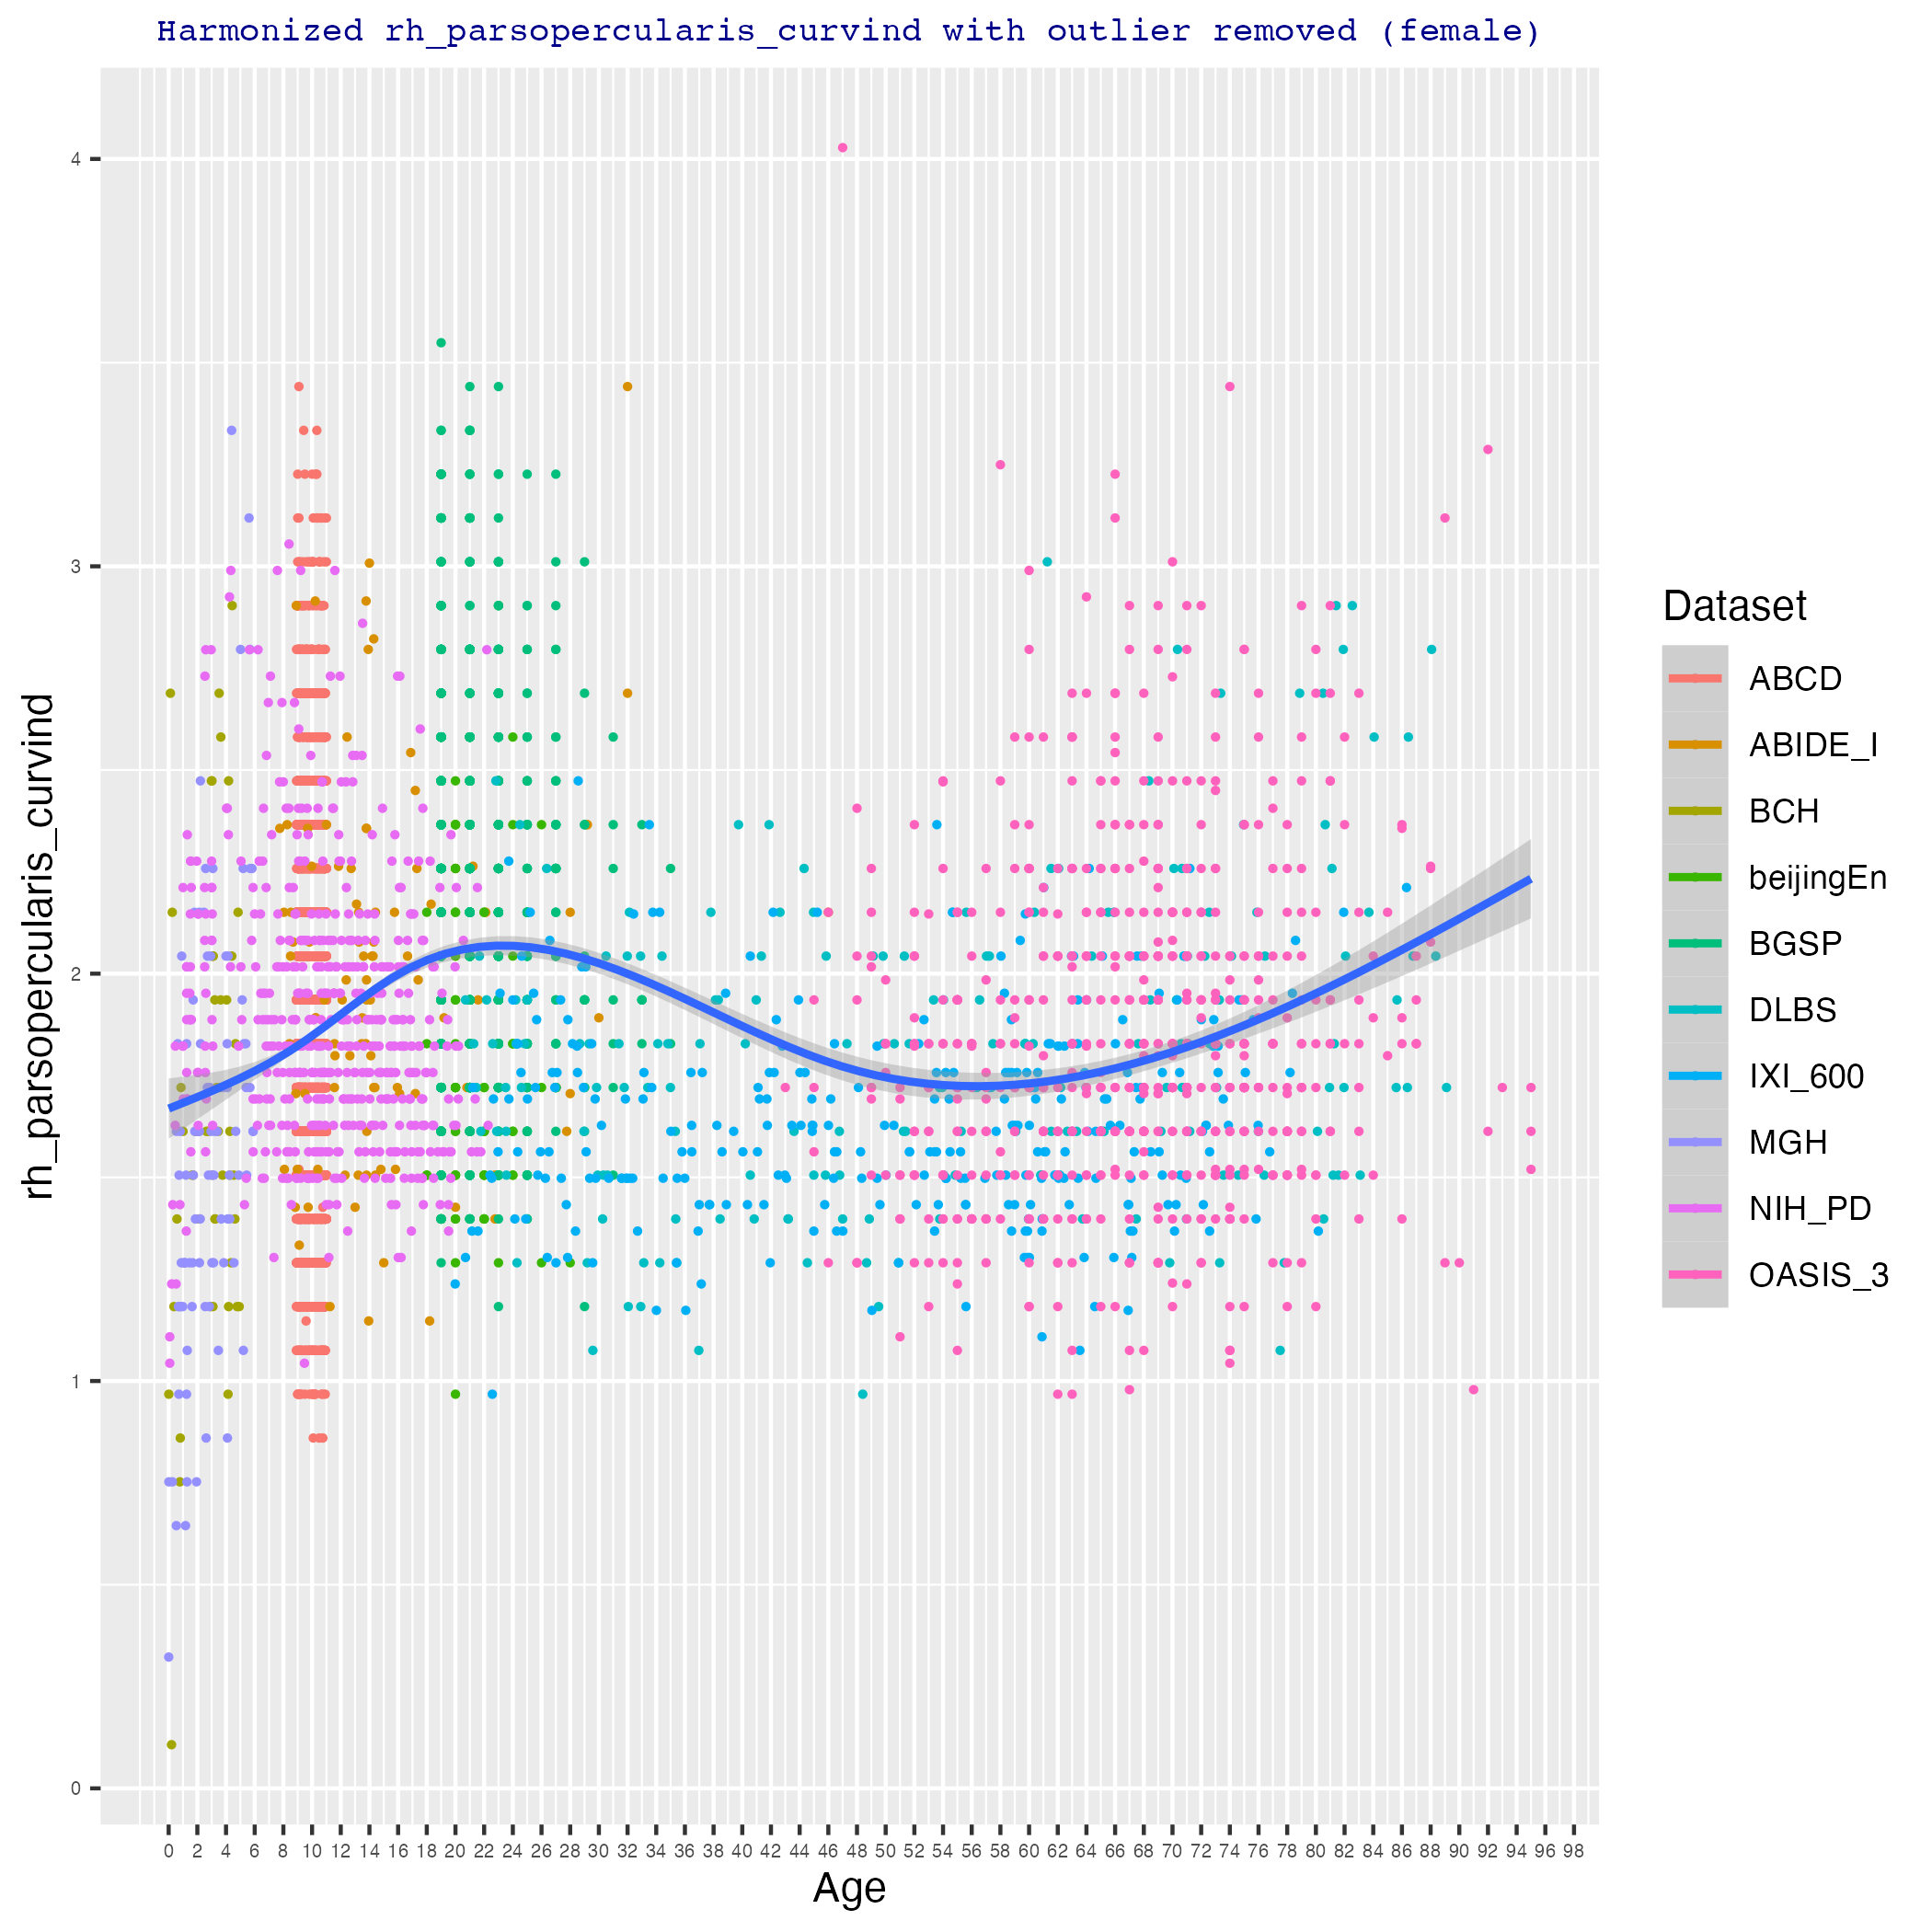 Harmonized rh_parsopercularis_curvind with outlier removed (female)
rh_parsopercularis_curvind
4
3
2
1
0
0 2 4 6 8 10 12 14 16 18 20 22 24 26 28 30 32 34 36 38 40 42 44 46 48 50 52 54 56 58 60 62 64 66 68 70 72 74 76 78 80 82 84 86 88 90 92 94 96 98
Age
Dataset
ABCD
ABIDE_I
BCH
beijingEn
BGSP
DLBS
IXI_600
MGH
NIH_PD
OASIS_3